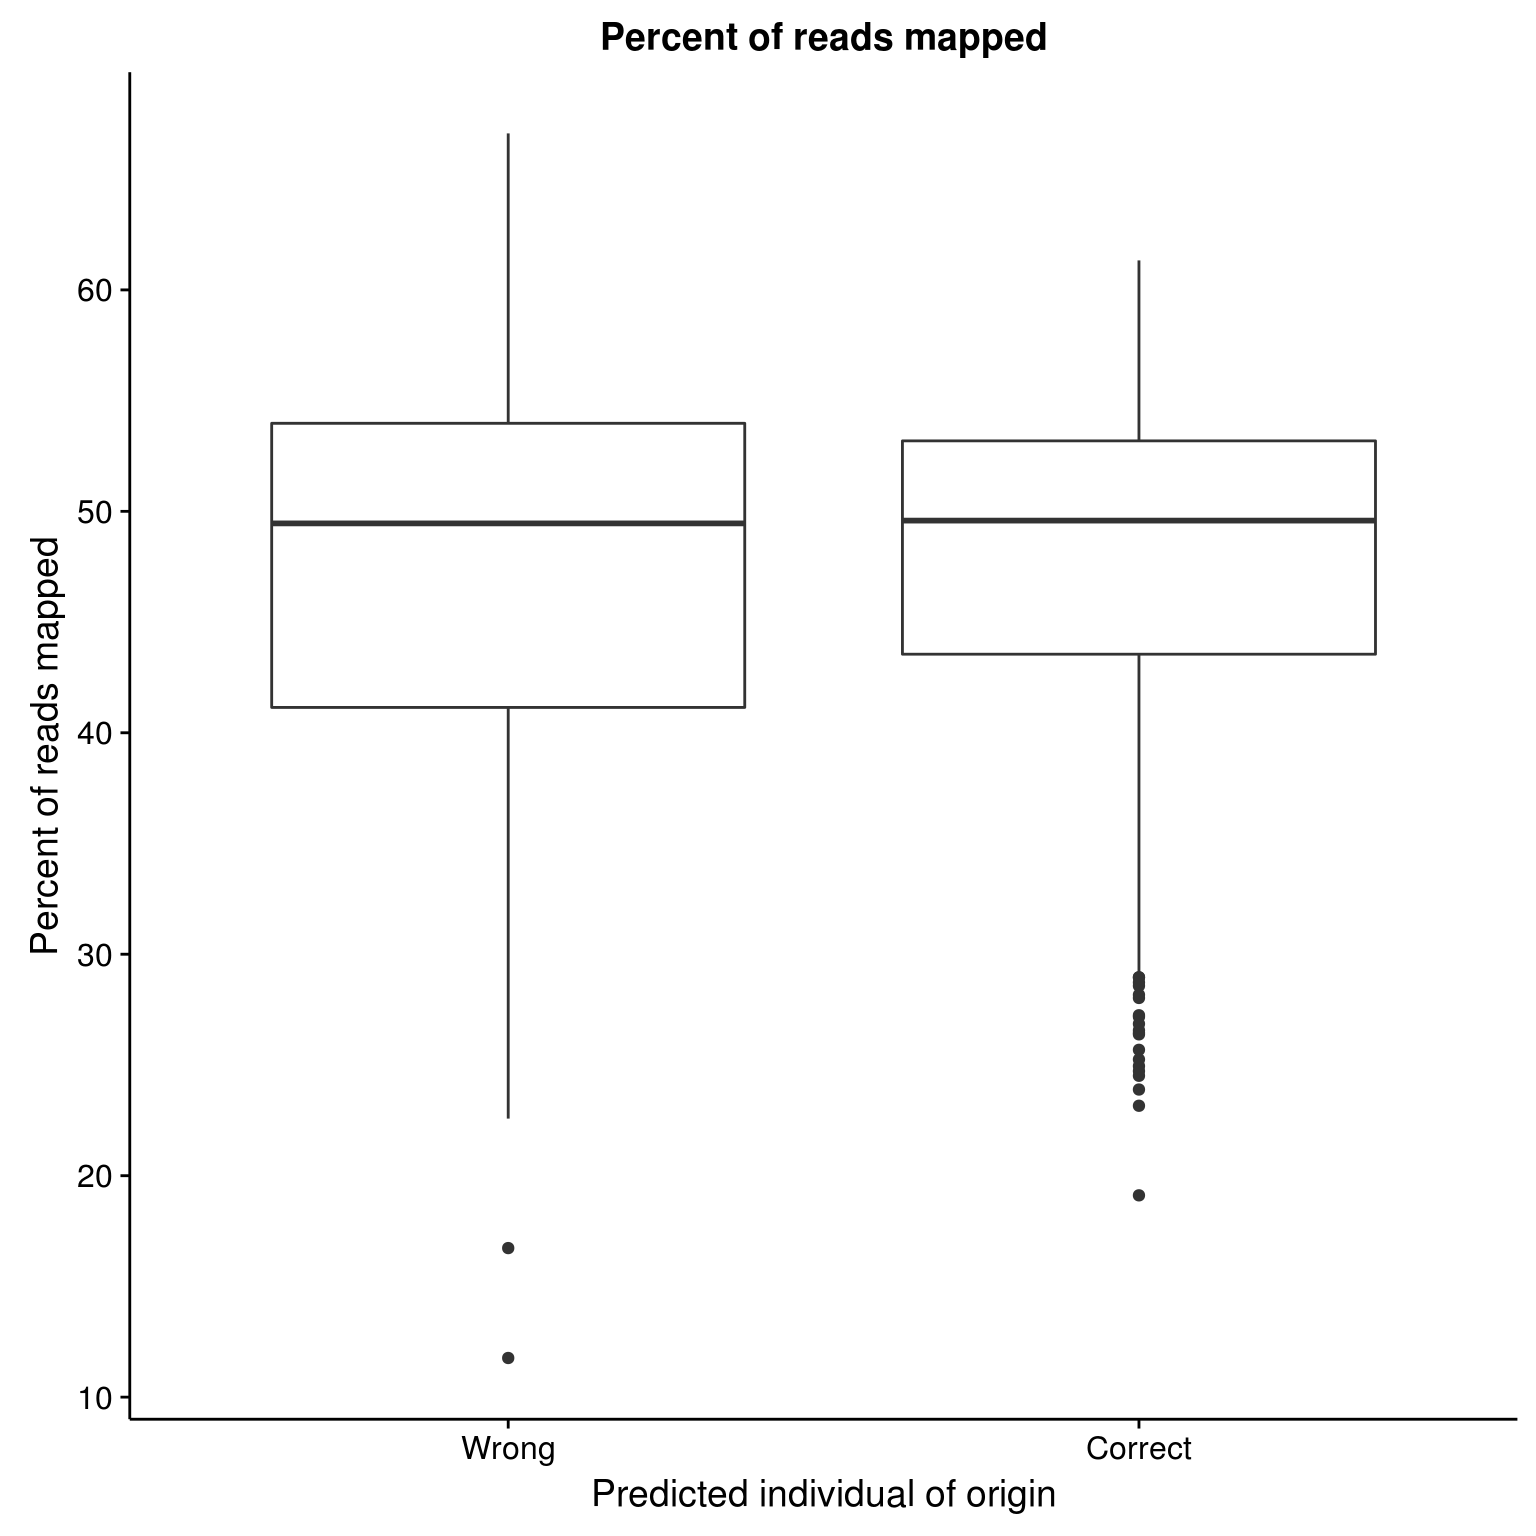 Percent of reads mapped
Percent of reads mapped
60
50
40
30
20
10
Wrong
Correct
Predicted individual of origin